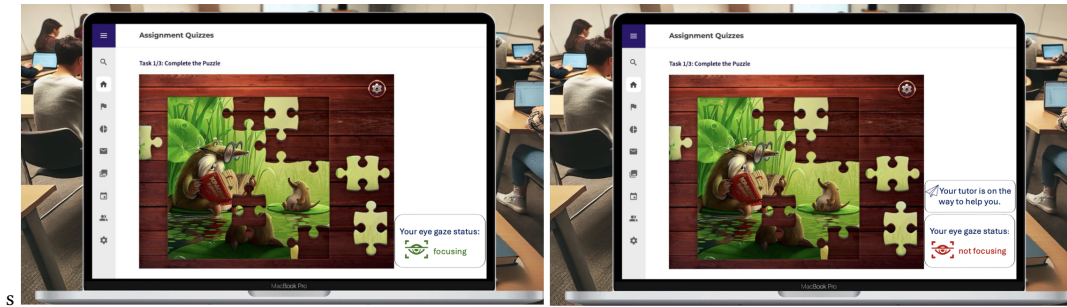 Assignment Quizzes
Task 1/3: Complete the Puzzle
Your eye gaze status:
focusing
MacBook Pro
Assignment Quizzes
Task 1/3: Complete the Puzzle
Your tutor is on the
way to help you.
Your eye gaze status:
not focusing
MacBook Pro
s